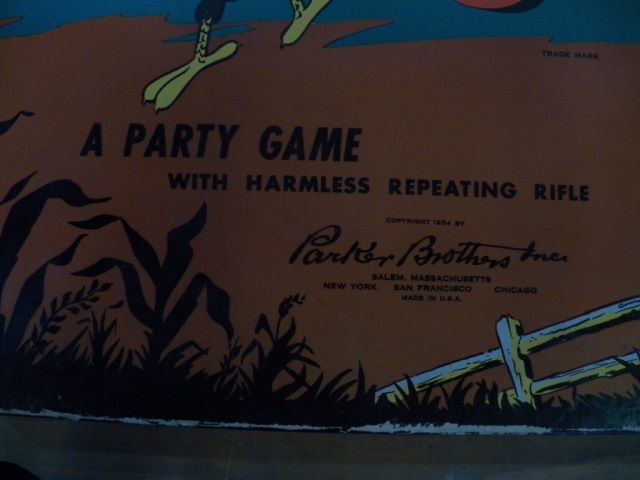 TRADE MARK
A PARTY GAME
WITH HARMLESS REPEATING RIFLE
COPYRIGHT 1954 BY
Parker Brothers Inc.
SALEM, MASSACHUSETTS
NEW YORK SAN FRANCISCO CHICAGO
MADE IN U.S.A.